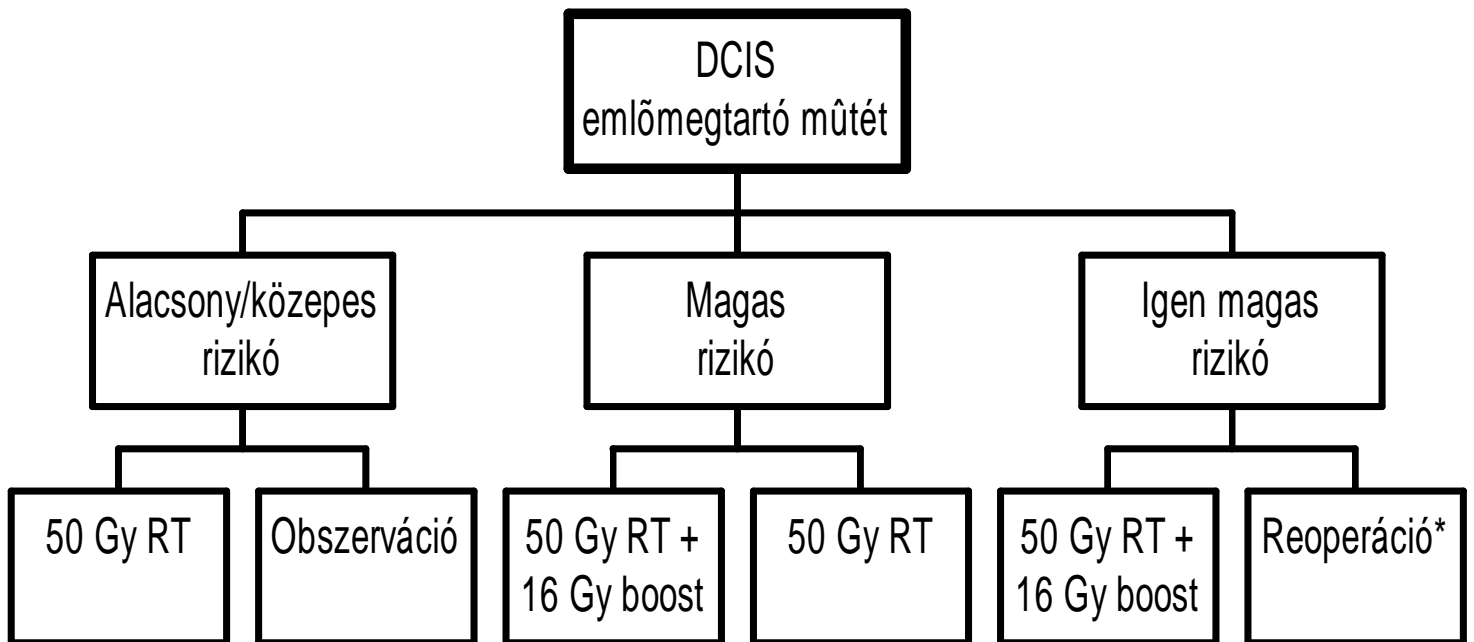 DCIS
emlõmegtartó mûtét
Alacsony/közepes
rizikó
Magas
rizikó
Igen magas
rizikó
50 Gy RT
Obszerváció
50 Gy RT +
16 Gy boost
50 Gy RT
50 Gy RT +
16 Gy boost
Reoperáció*